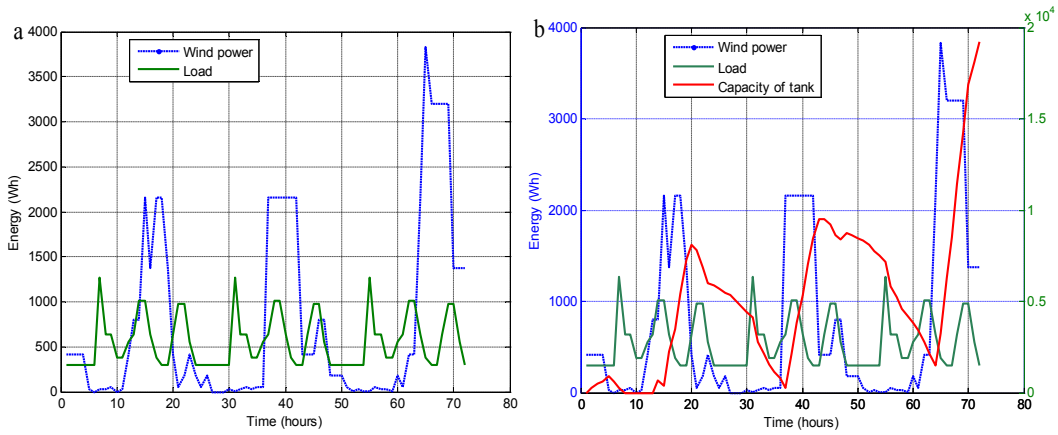 a
Energy (Wh)
4000
3500
3000
2500
2000
1500
1000
500
0
0 10 20 30 40 50 60 70 80
Time (hours)
Wind power
Load
b
Energy (Wh)
4000
3000
2000
1000
0
0 10 20 30 40 50 60 70 80
Time (hours)
Wind power
Load
Capacity of tank
x 10^4
2
1.5
1
0.5
0